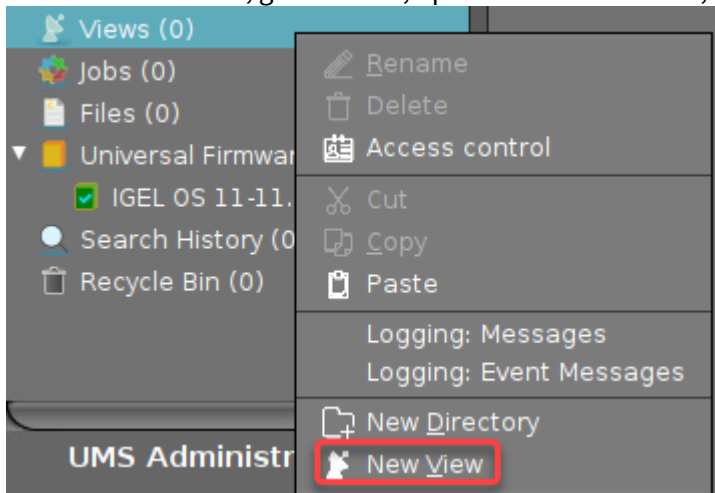 Views (0)
Jobs (0)
Files (0)
Universal Firmwar
IGEL OS 11-11.
Search History (0
Recycle Bin (0)
UMS Administr
Rename
Delete
Access control
Cut
Copy
Paste
Logging: Messages
Logging: Event Messages
New Directory
New View